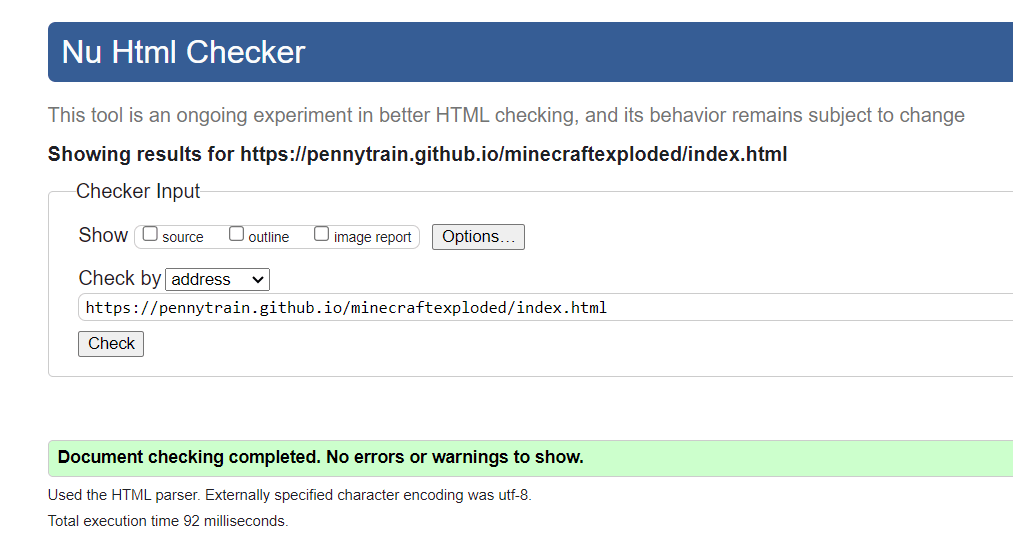 Nu Html Checker
This tool is an ongoing experiment in better HTML checking, and its behavior remains subject to change
Showing results for https://pennytrain.github.io/minecraftexploded/index.html
Checker Input
Show source outline image report Options...
Check by address
https://pennytrain.github.io/minecraftexploded/index.html
Check
Document checking completed. No errors or warnings to show.
Used the HTML parser. Externally specified character encoding was utf-8.
Total execution time 92 milliseconds.